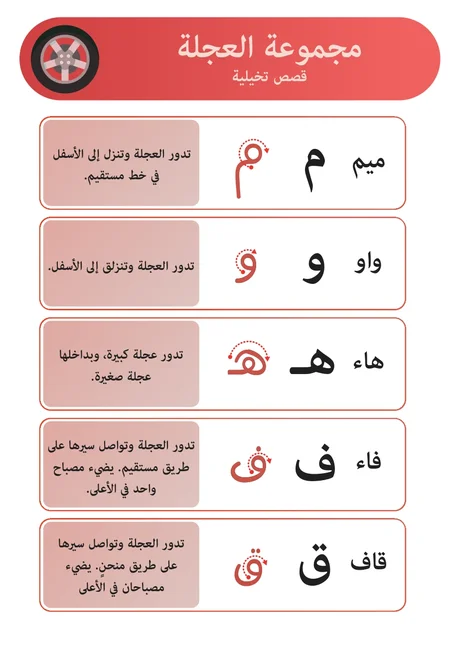 مجموعة العجلة
قصص تخيلية
ميم م م
تدور العجلة وتنزل إلى الأسفل
في خط مستقيم.
واو و و
تدور العجلة وتنزلق إلى الأسفل.
هاء هـ هـ
تدور عجلة كبيرة، وبداخلها
عجلة صغيرة.
فاء ف ف
تدور العجلة وتواصل سيرها على
طريق مستقيم. يضيء مصباح
واحد في الأعلى.
قاف ق ق
تدور العجلة وتواصل سيرها
على طريق منحنٍ. يضيء
مصباحان في الأعلى